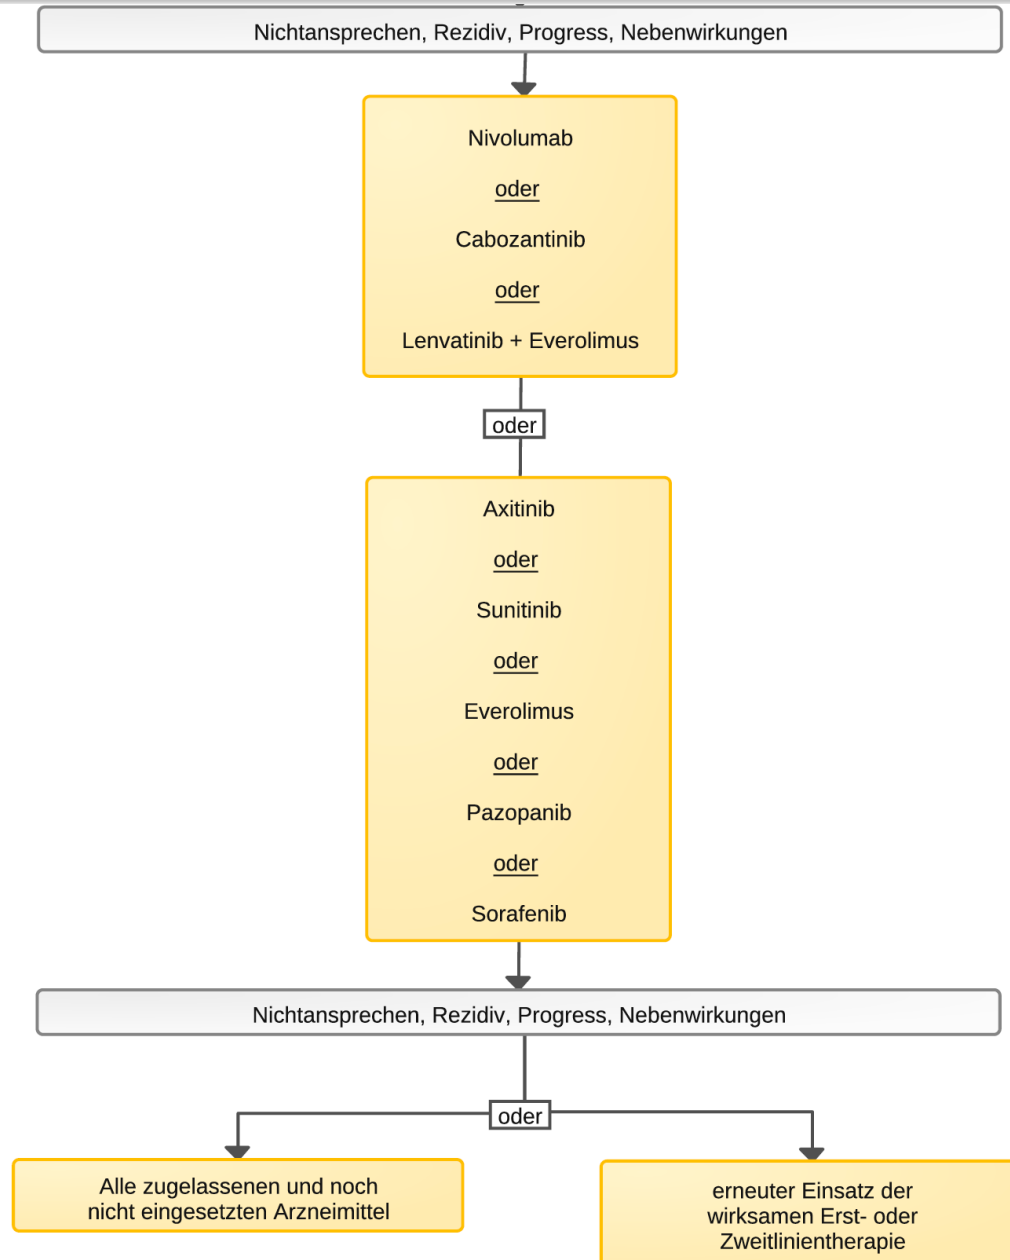 Nichtansprechen, Rezidiv, Progress, Nebenwirkungen
Nivolumab
oder
Cabozantinib
oder
Lenvatinib + Everolimus
oder
Axitinib
oder
Sunitinib
oder
Everolimus
oder
Pazopanib
oder
Sorafenib
Nichtansprechen, Rezidiv, Progress, Nebenwirkungen
oder
Alle zugelassenen und noch
nicht eingesetzten Arzneimittel
erneuter Einsatz der
wirksamen Erst- oder
Zweitlinientherapie